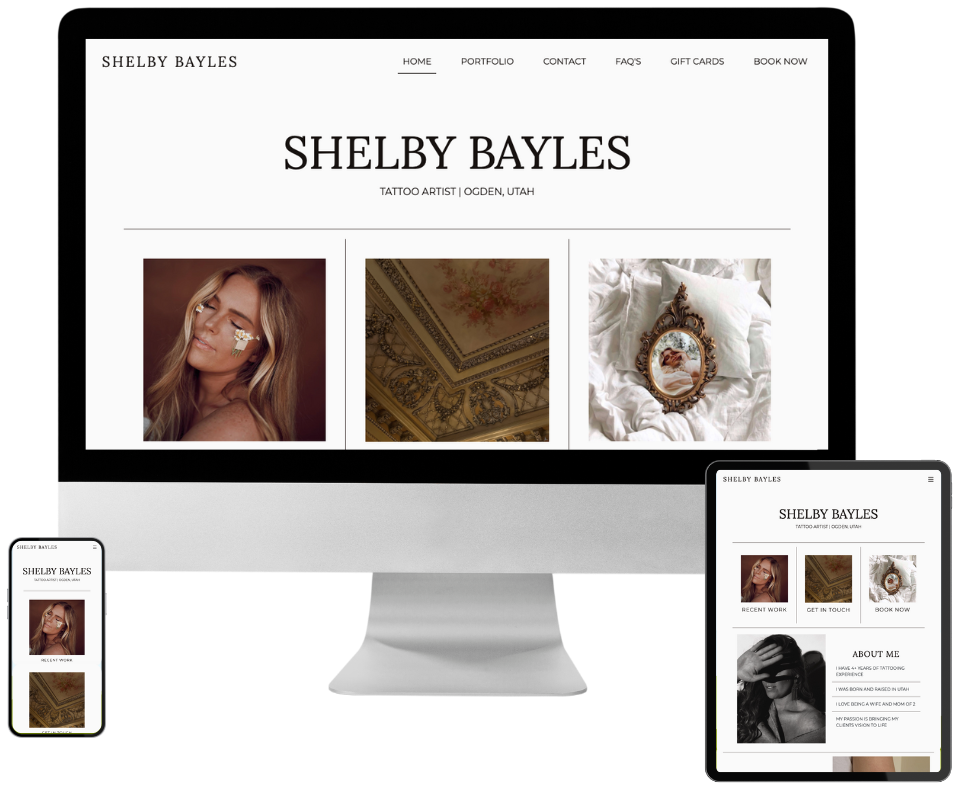 SHELBY BAYLES
HOME PORTFOLIO CONTACT FAQ'S GIFT CARDS BOOK NOW
SHELBY BAYLES
TATTOO ARTIST | OGDEN, UTAH
SHELBY BAYLES
SHELBY BAYLES
TATTOO ARTIST | OGDEN, UTAH
RECENT WORK GET IN TOUCH BOOK NOW
ABOUT ME
I HAVE 4+ YEARS OF TATTOOING
EXPERIENCE
I WAS BORN AND RAISED IN UTAH
I LOVE BEING A WIFE AND MOM OF 2
MY PASSION IS BRINGING MY
CLIENTS VISION TO LIFE
SHELBY BAYLES
SHELBY BAYLES
TATTOO ARTIST | OGDEN, UTAH
RECENT WORK
GET IN TOUCH